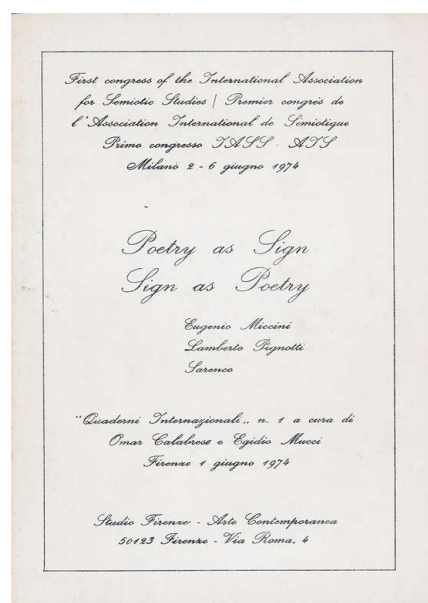 First congress of the International Association
for Semiotic Studies | Premier congrès de
l'Association International de Sémiotique
Primo congresso IASS - AIS
Milano 2 - 6 giugno 1974
Poetry as Sign
Sign as Poetry
Eugenio Miccini
Lamberto Pignotti
Sarenco
"Quaderni Internazionali„ n. 1 a cura di
Omar Calabrese e Egidio Mucci
Firenze 1 giugno 1974
Studio Firenze - Arte Contemporanea
50123 Firenze - Via Roma, 4